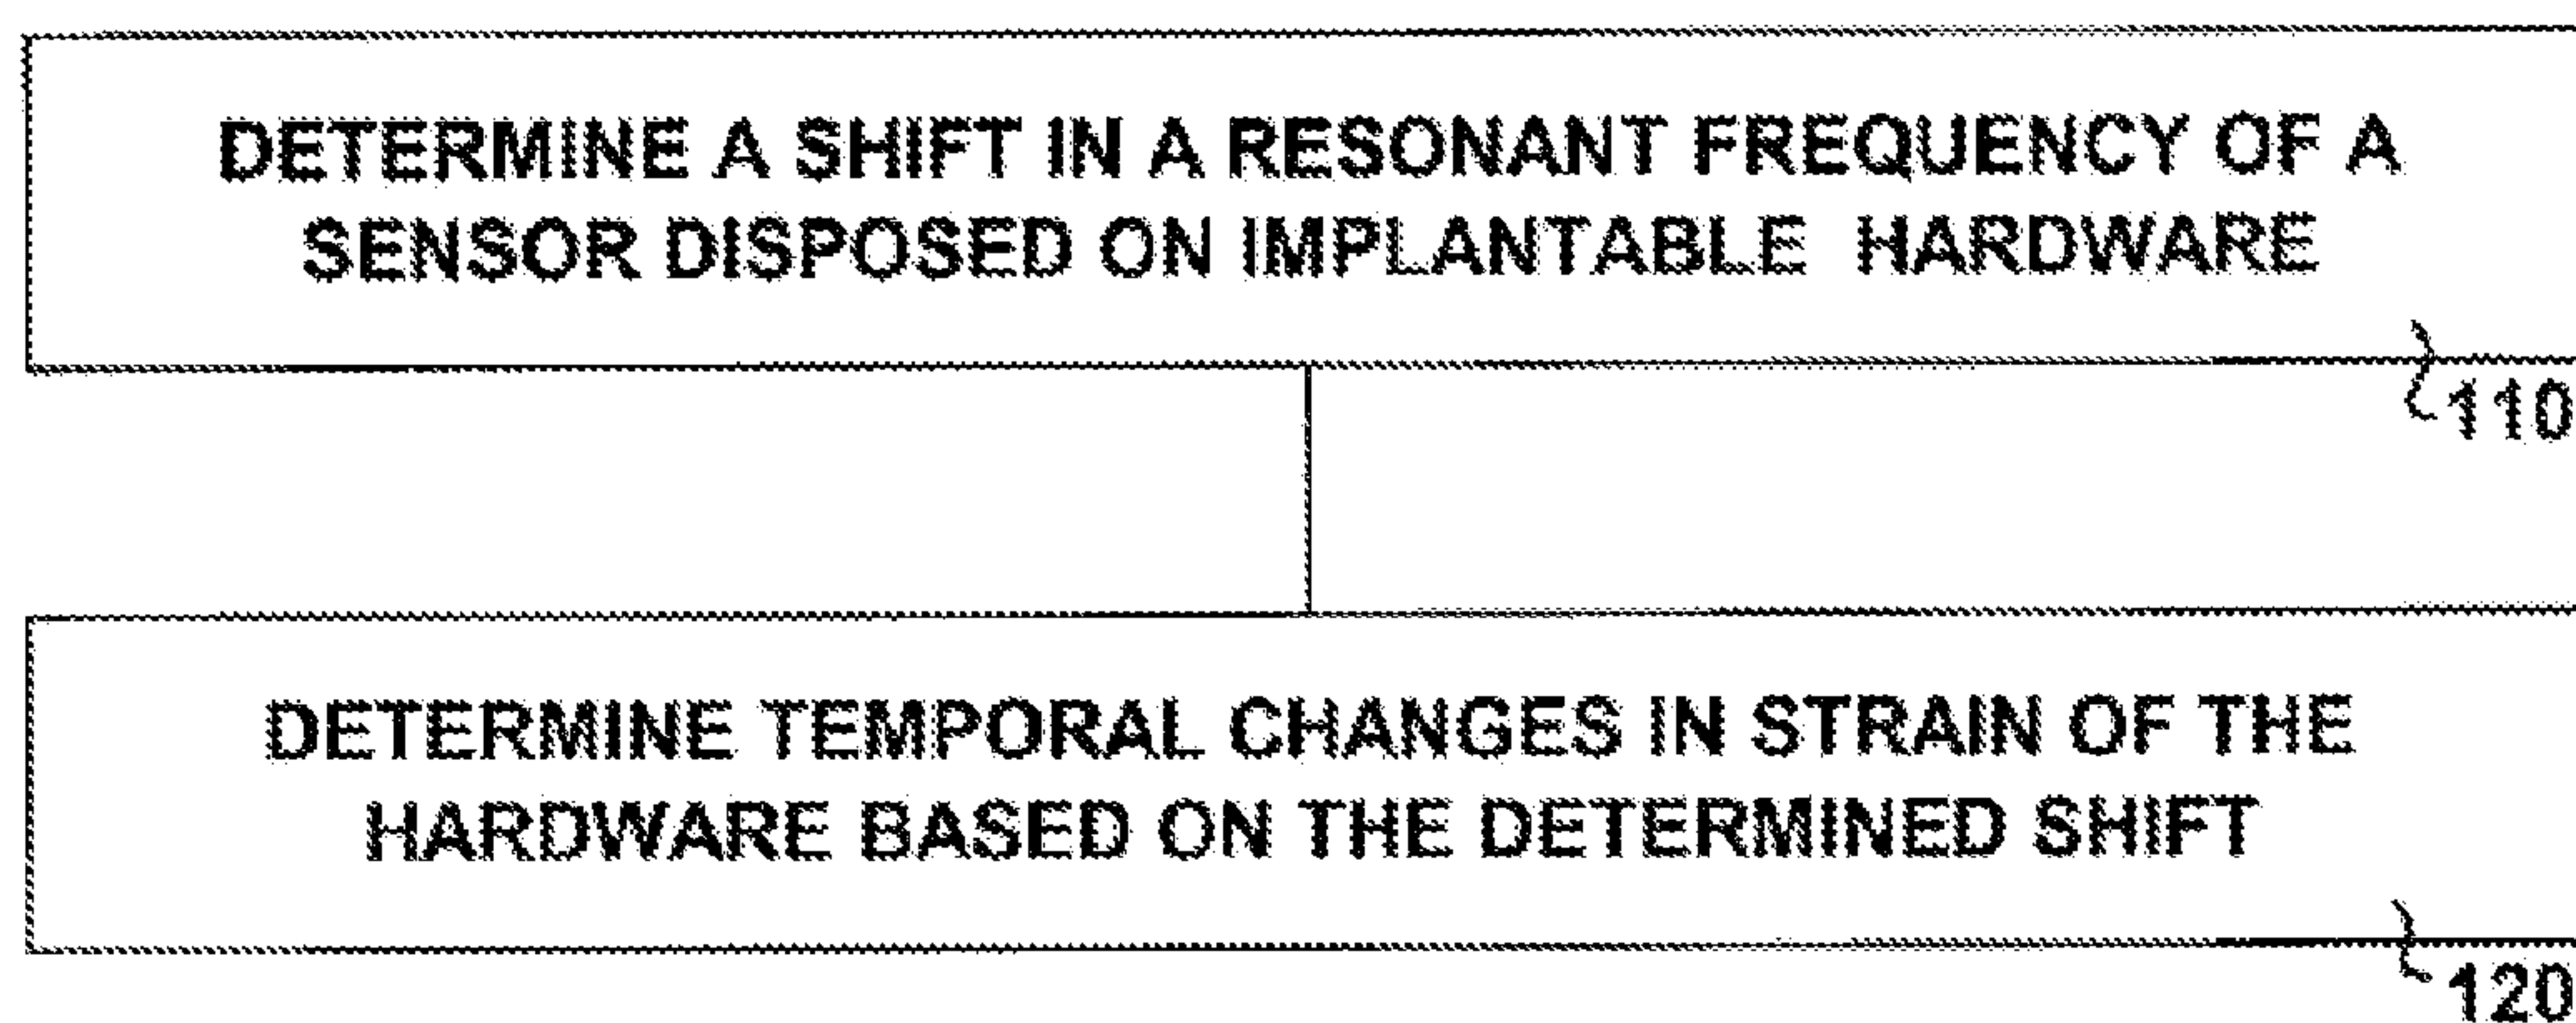 DETERMINE A SHIFT IN A RESONANT FREQUENCY OF A
SENSOR DISPOSED ON IMPLANTABLE HARDWARE
110
DETERMINE TEMPORAL CHANGES IN STRAIN OF THE
HARDWARE BASED ON THE DETERMINED SHIFT
120